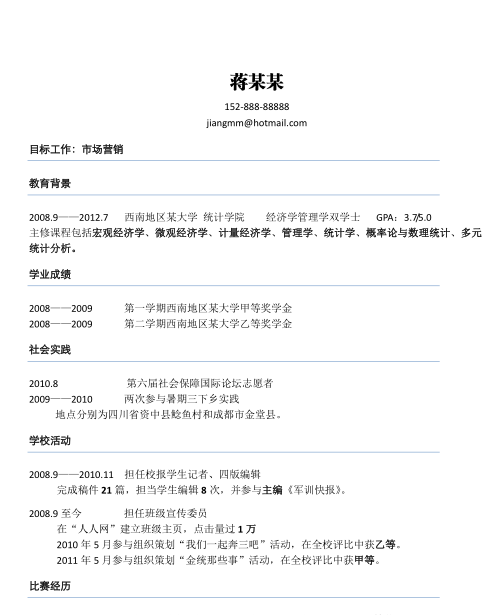 蒋某某
152-888-88888
jiangmm@hotmail.com
目标工作：市场营销
教育背景
2008.9——2012.7 西南地区某大学 统计学院 经济学管理学双学士 GPA：3.7/5.0
主修课程包括宏观经济学、微观经济学、计量经济学、管理学、统计学、概率论与数理统计、多元
统计分析。
学业成绩
2008——2009 第一学期西南地区某大学甲等奖学金
2008——2009 第二学期西南地区某大学乙等奖学金
社会实践
2010.8 第六届社会保障国际论坛志愿者
2009——2010 两次参与暑期三下乡实践
地点分别为四川省资中县鲶鱼村和成都市金堂县。
学校活动
2008.9——2010.11 担任校报学生记者、四版编辑
完成稿件 21 篇，担当学生编辑 8 次，并参与主编《军训快报》。
2008.9 至今 担任班级宣传委员
在“人人网”建立班级主页，点击量过 1 万
2010 年 5 月参与组织策划“我们一起奔三吧”活动，在全校评比中获乙等。
2011 年 5 月参与组织策划“金统那些事”活动，在全校评比中获甲等。
比赛经历